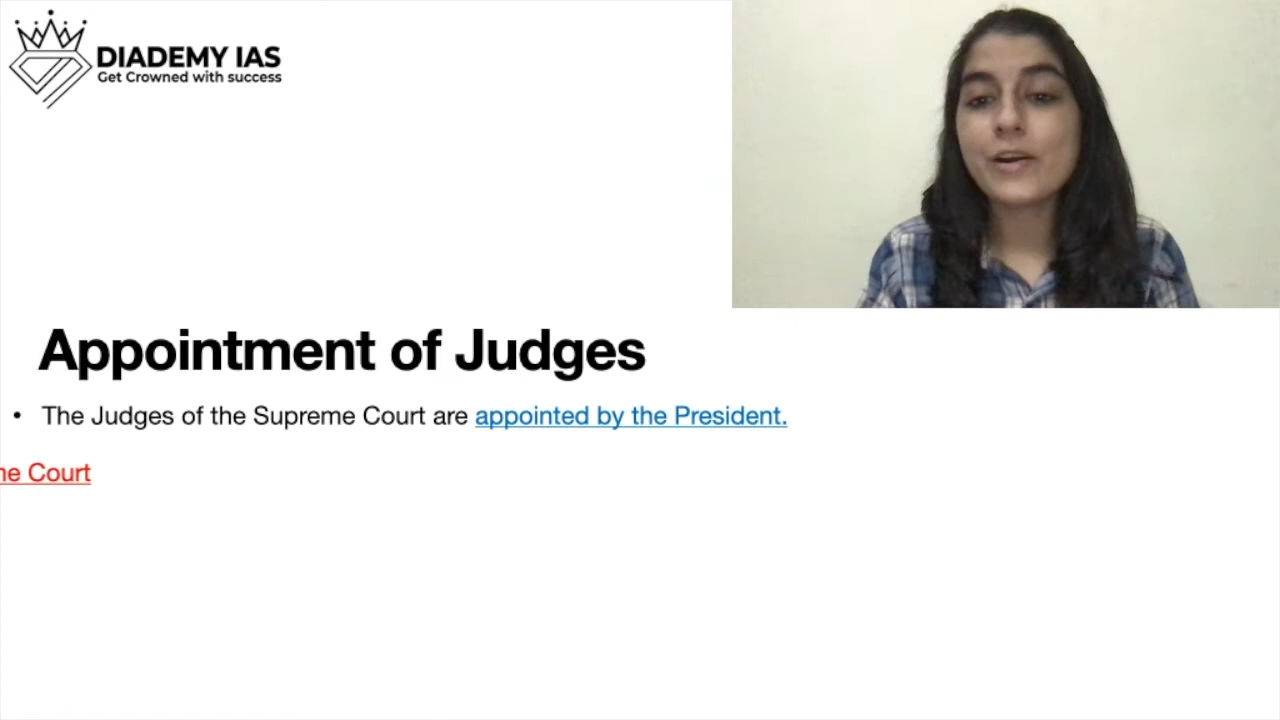 DIADEMY IAS
Get Crowned with success
Appointment of Judges
• The Judges of the Supreme Court are appointed by the President.
Court